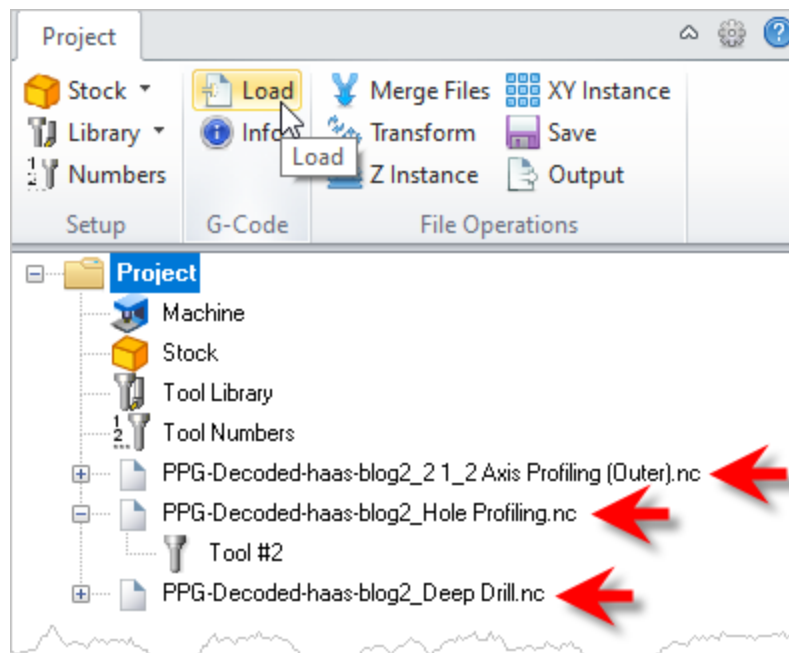 Project
Stock
Load
Merge Files
XY Instance
Library
Info
Transform
Save
Load
Numbers
Z Instance
Output
Setup
G-Code
File Operations
Project
Machine
Stock
Tool Library
Tool Numbers
PPG-Decoded-haas-blog2_2 1_2 Axis Profiling (Outer).nc
PPG-Decoded-haas-blog2_Hole Profiling.nc
Tool #2
PPG-Decoded-haas-blog2_Deep Drill.nc